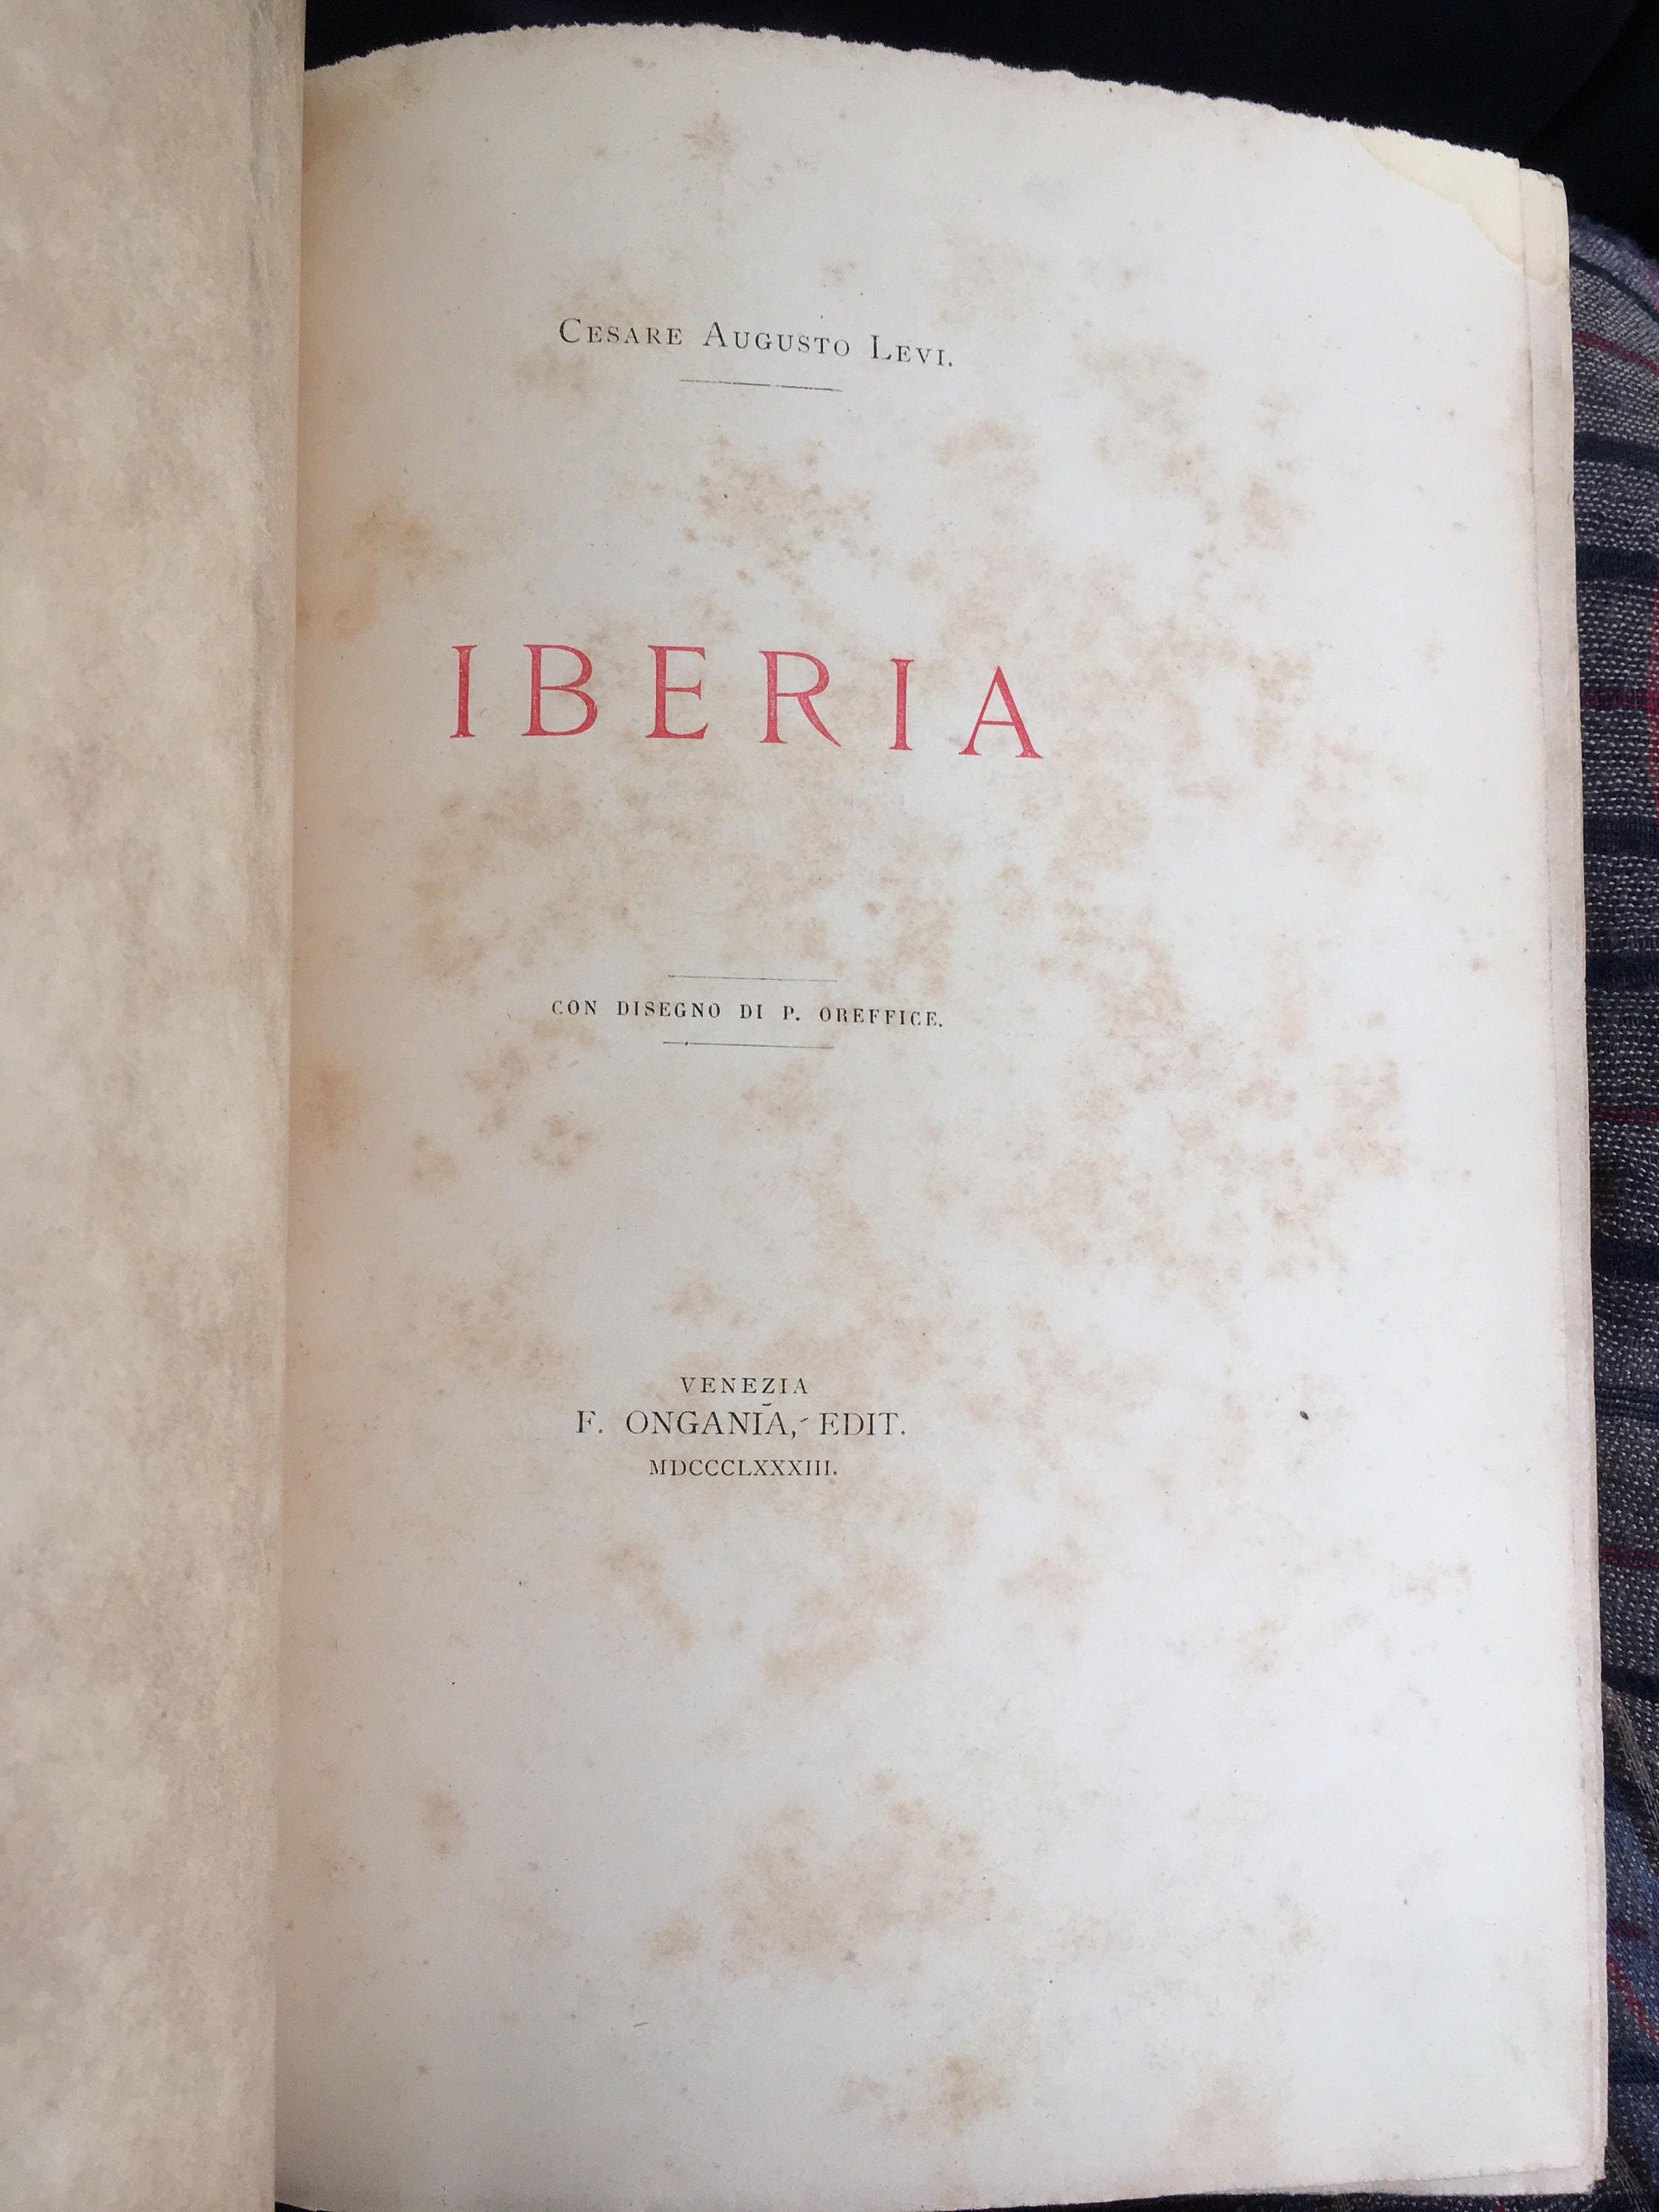 CESARE AUGUSTO LEVI.
IBERIA
CON DISEGNO DI P. OREFFICE.
VENEZIA
F. ONGANIA, EDIT.
MDCCCLXXXIII.